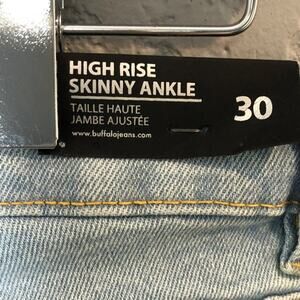 HIGH RISE
SKINNY ANKLE
TAILLE HAUTE
JAMBE AJUSTÉE
www.buffalojeans.com
30